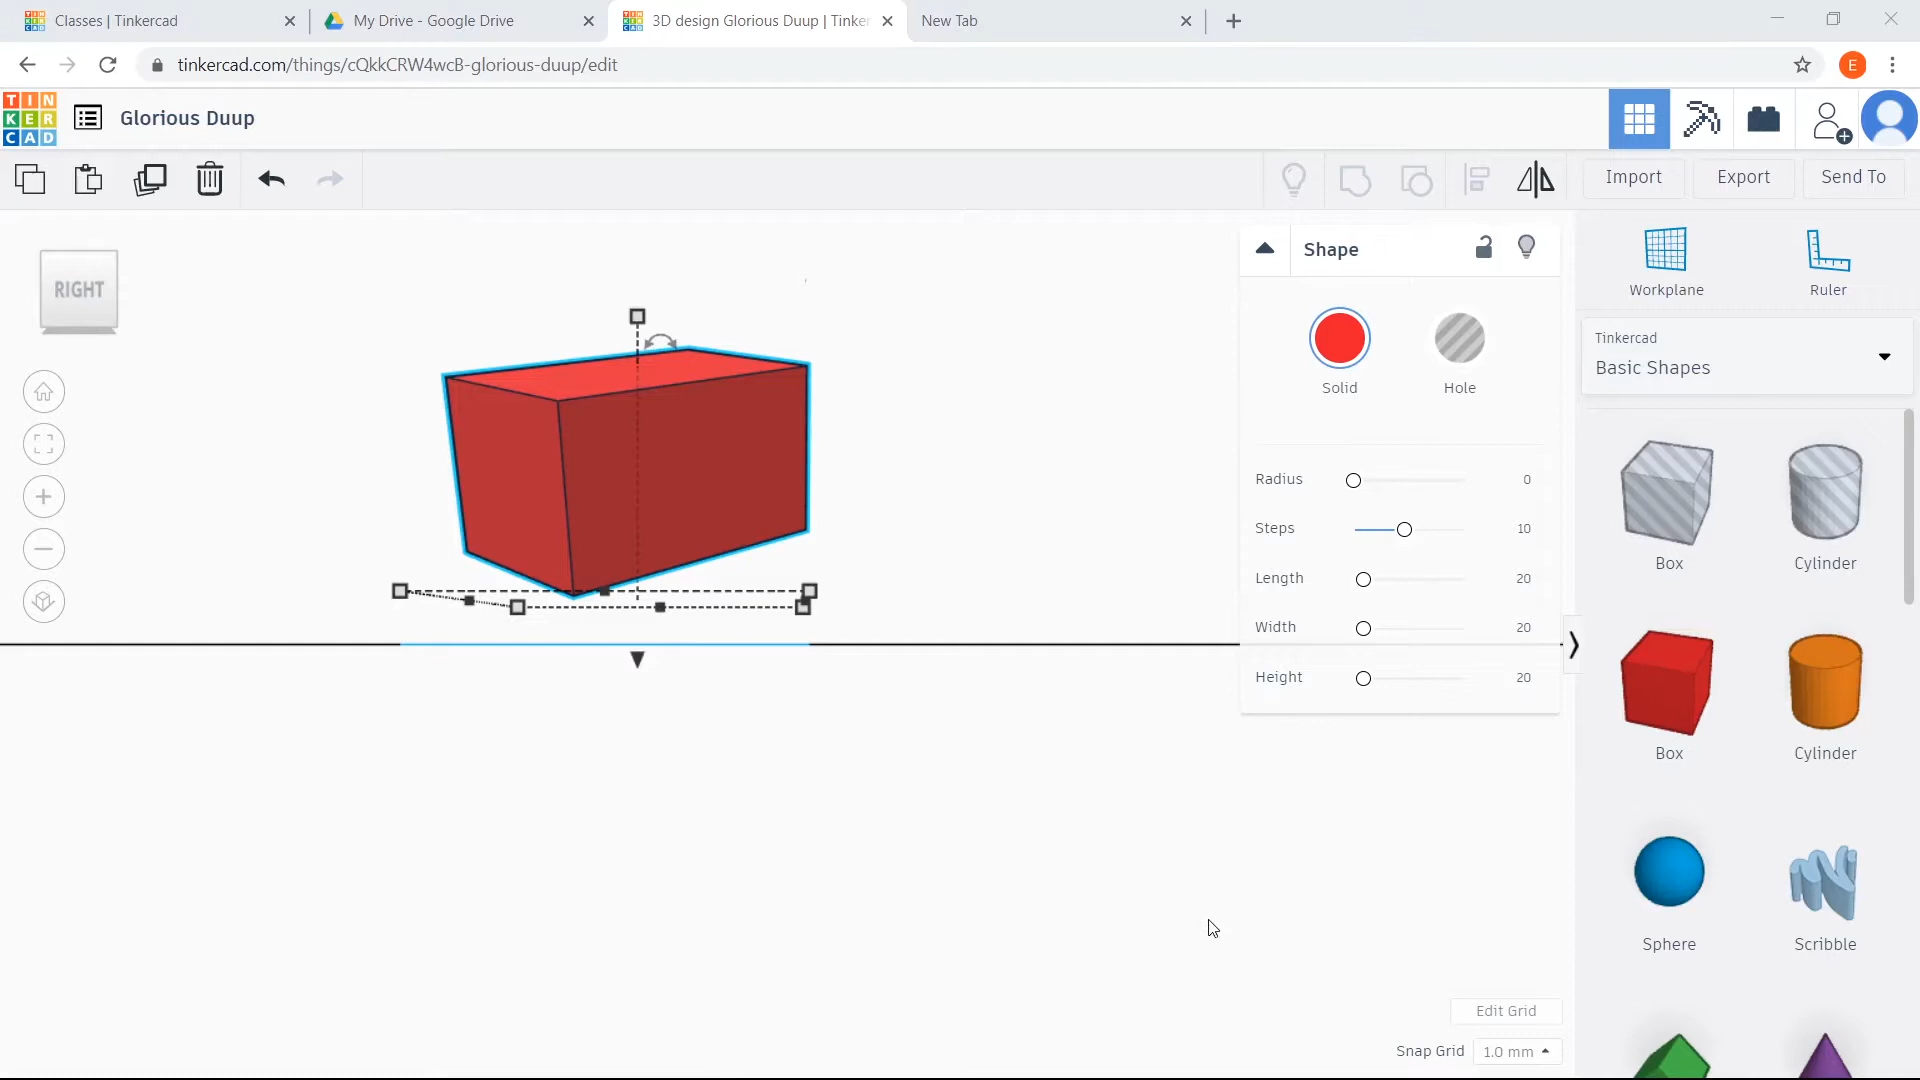 Classes | Tinkercad
My Drive - Google Drive
3D design Glorious Duup | Tinker
New Tab
tinkercad.com/things/cQkkCRW4wcB-glorious-duup/edit
E
TIN
KER
CAD
Glorious Duup
Import
Export
Send To
RIGHT
Shape
Solid
Hole
Radius 0
Steps 10
Length 20
Width 20
Height 20
Workplane
Ruler
Tinkercad
Basic Shapes
Box
Cylinder
Box
Cylinder
Sphere
Scribble
Edit Grid
Snap Grid 1.0 mm